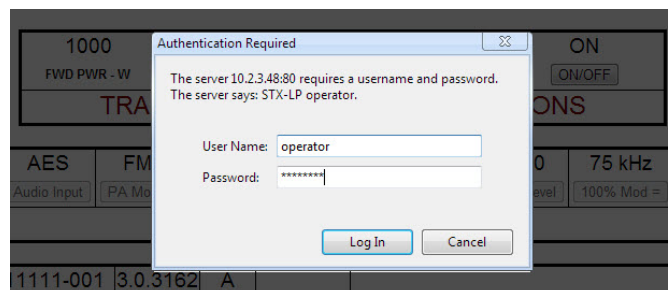 1000
ON
FWD PWR - W
ON/OFF
TRA
ONS
Authentication Required
The server 10.2.3.48:80 requires a username and password.
The server says: STX-LP operator.
User Name: operator
Password: ********
Log In Cancel
AES FM 0 75 kHz
Audio Input PA Mo evel 100% Mod =
11111-001 3.0.3162 A